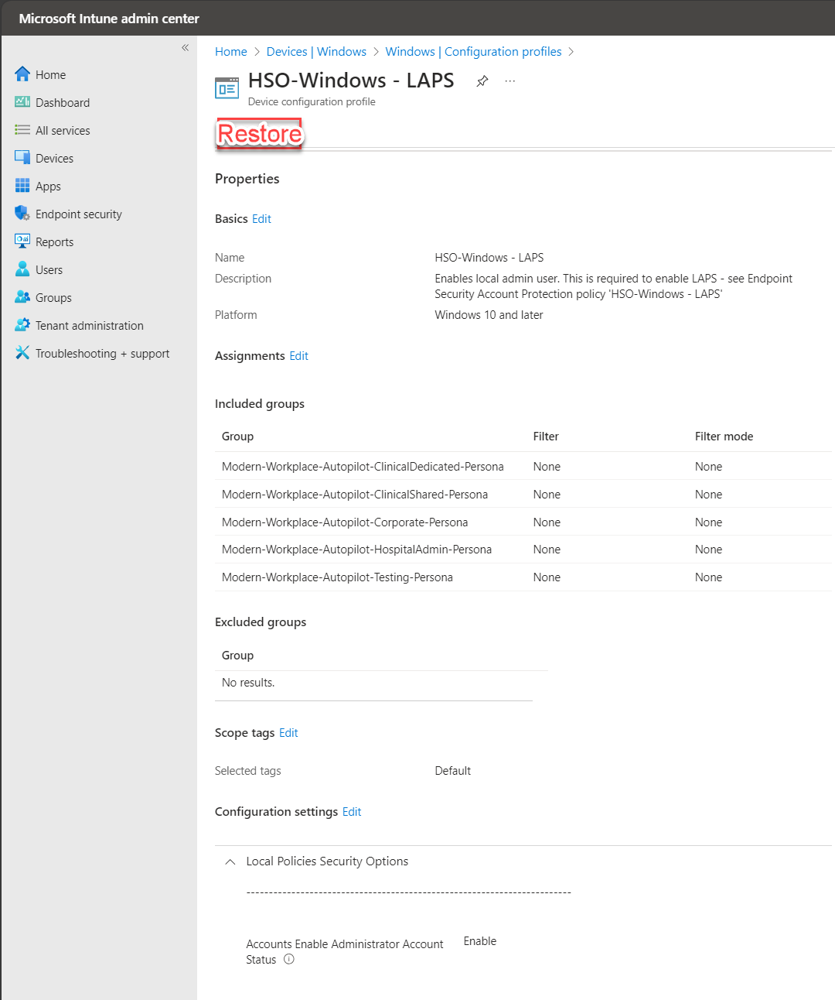 Microsoft Intune admin center
«
Home
Dashboard
All services
Devices
Apps
Endpoint security
Reports
Users
Groups
Tenant administration
Troubleshooting + support
Home > Devices | Windows > Windows | Configuration profiles >
HSO-Windows - LAPS ...
Device configuration profile
Restore
Properties
Basics Edit
Name HSO-Windows - LAPS
Description Enables local admin user. This is required to enable LAPS - see Endpoint
Security Account Protection policy 'HSO-Windows - LAPS'
Platform Windows 10 and later
Assignments Edit
Included groups
Group Filter Filter mode
Modern-Workplace-Autopilot-ClinicalDedicated-Persona None None
Modern-Workplace-Autopilot-ClinicalShared-Persona None None
Modern-Workplace-Autopilot-Corporate-Persona None None
Modern-Workplace-Autopilot-HospitalAdmin-Persona None None
Modern-Workplace-Autopilot-Testing-Persona None None
Excluded groups
Group
No results.
Scope tags Edit
Selected tags Default
Configuration settings Edit
Local Policies Security Options
------------------------------------------------------------------------
Accounts Enable Administrator Account Enable
Status